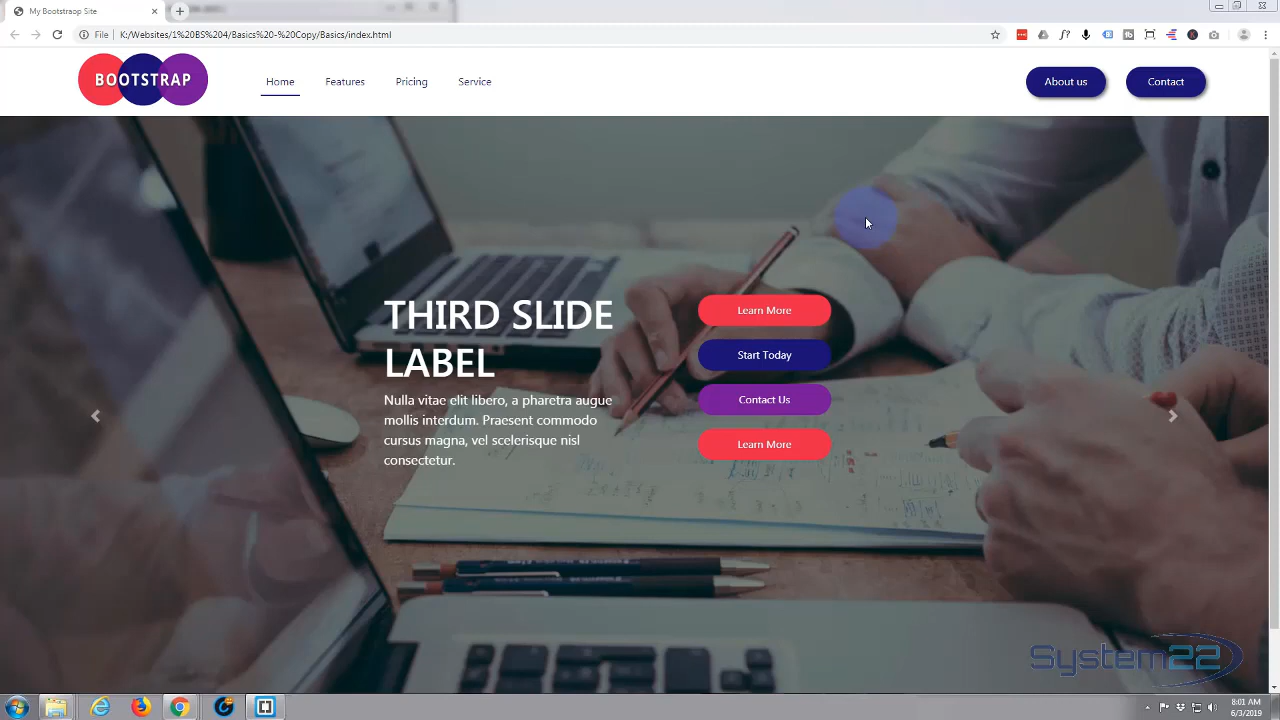 My Bootstraop Site
File
K:/Websites/1%20BS%204/Basics%20-%20Copy/Basics/index.html
BOOTSTRAP
Home
Features
Pricing
Service
About us
Contact
THIRD SLIDE
LABEL
Nulla vitae elit libero, a pharetra augue
mollis interdum. Praesent commodo
cursus magna, vel scelerisque nisl
consectetur.
Learn More
Start Today
Contact Us
Learn More
System22
8:01 AM
6/3/2019